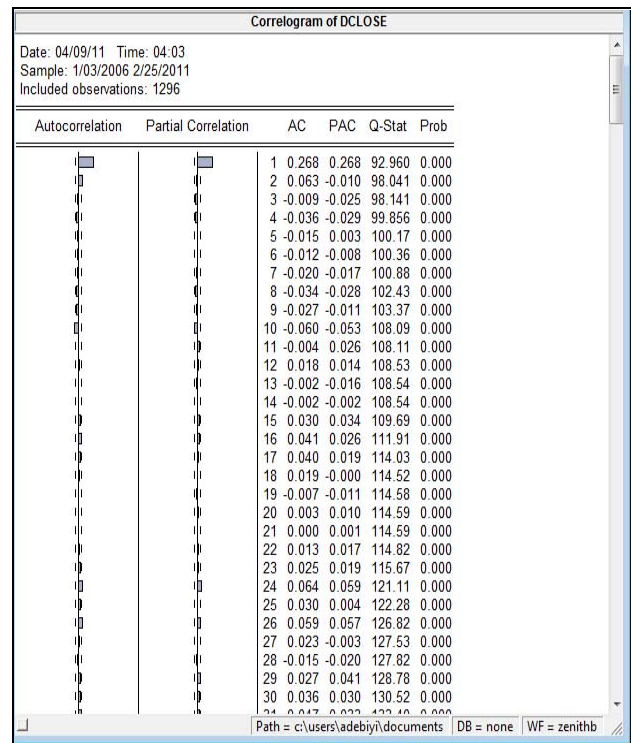 Correlogram of DCLOSE
Date: 04/09/11 Time: 04:03
Sample: 1/03/2006 2/25/2011
Included observations: 1296
Autocorrelation Partial Correlation AC PAC Q-Stat Prob
1 0.268 0.268 92.960 0.000
2 0.063 -0.010 98.041 0.000
3 -0.009 -0.025 98.141 0.000
4 -0.036 -0.029 99.856 0.000
5 -0.015 0.003 100.17 0.000
6 -0.012 -0.008 100.36 0.000
7 -0.020 -0.017 100.88 0.000
8 -0.034 -0.028 102.43 0.000
9 -0.027 -0.011 103.37 0.000
10 -0.060 -0.053 108.09 0.000
11 -0.004 0.026 108.11 0.000
12 0.018 0.014 108.53 0.000
13 -0.002 -0.016 108.54 0.000
14 -0.002 -0.002 108.54 0.000
15 0.030 0.034 109.69 0.000
16 0.041 0.026 111.91 0.000
17 0.040 0.019 114.03 0.000
18 0.019 -0.000 114.52 0.000
19 -0.007 -0.011 114.58 0.000
20 0.003 0.010 114.59 0.000
21 0.000 0.001 114.59 0.000
22 0.013 0.017 114.82 0.000
23 0.025 0.019 115.67 0.000
24 0.064 0.059 121.11 0.000
25 0.030 0.004 122.28 0.000
26 0.059 0.057 126.82 0.000
27 0.023 -0.003 127.53 0.000
28 -0.015 -0.020 127.82 0.000
29 0.027 0.041 128.78 0.000
30 0.036 0.030 130.52 0.000
Path = c:\users\adebiyi\documents DB = none WF = zenithb